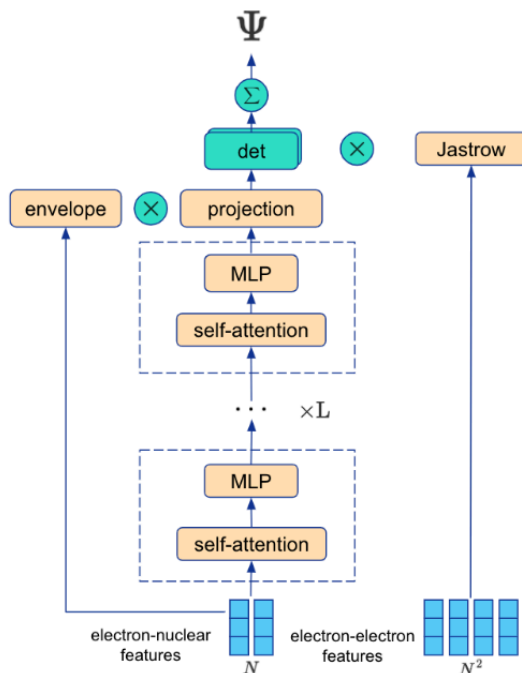 Ψ
Σ
det
×
Jastrow
envelope
×
projection
MLP
self-attention
... ×L
MLP
self-attention
electron-nuclear
features
N
electron-electron
features
N²